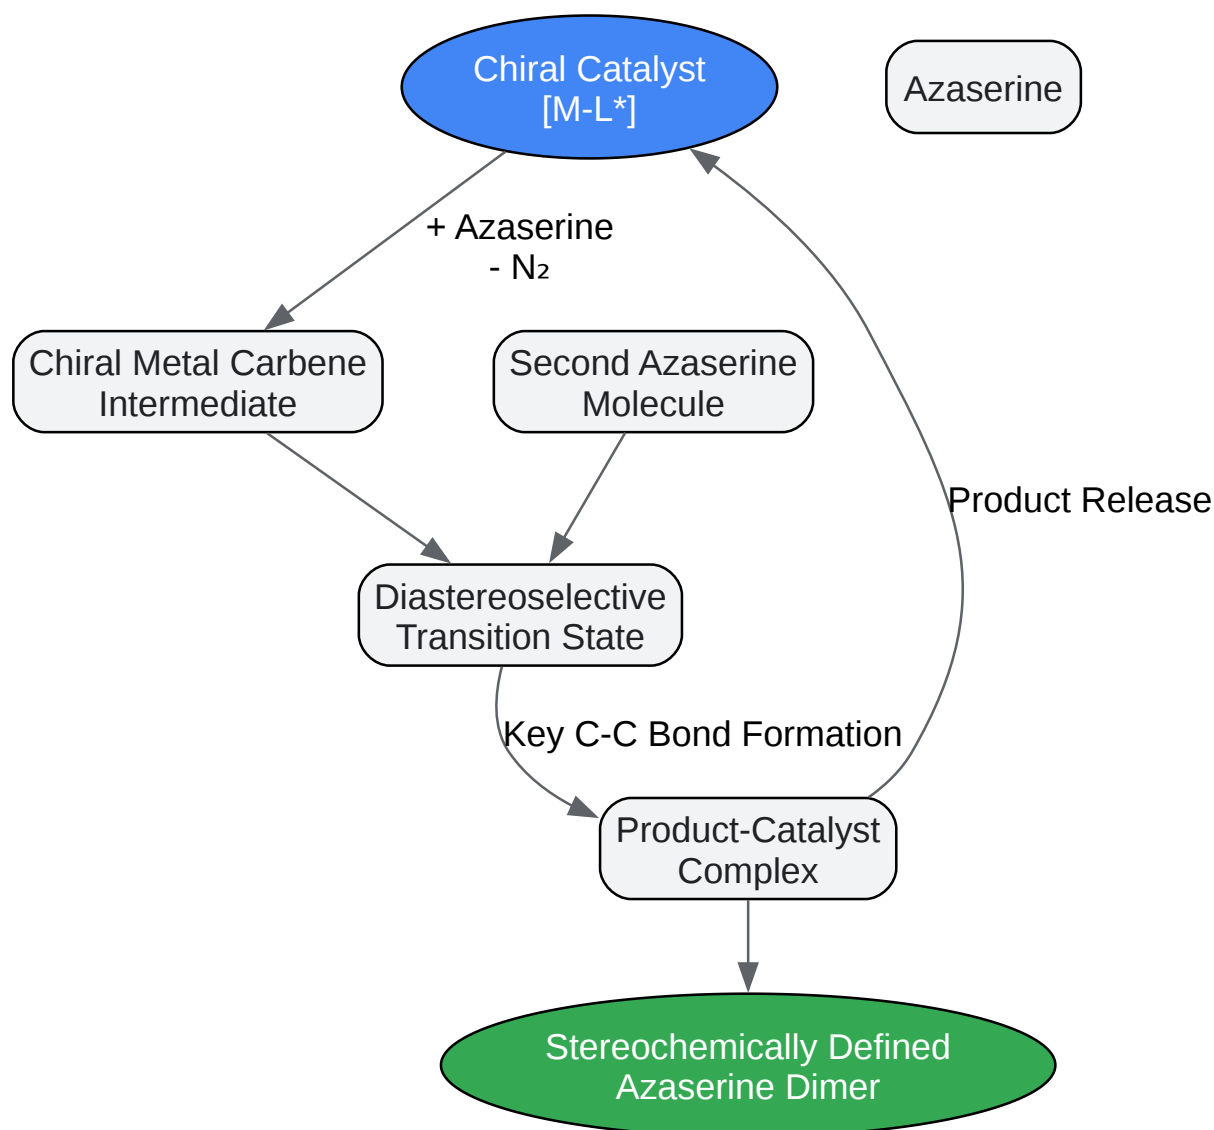 Chiral Catalyst
[M-L*]
Azaserine
+ Azaserine
- N₂
Chiral Metal Carbene
Intermediate
Second Azaserine
Molecule
Product Release
Diastereoselective
Transition State
Key C-C Bond Formation
Product-Catalyst
Complex
Stereochemically Defined
Azaserine Dimer